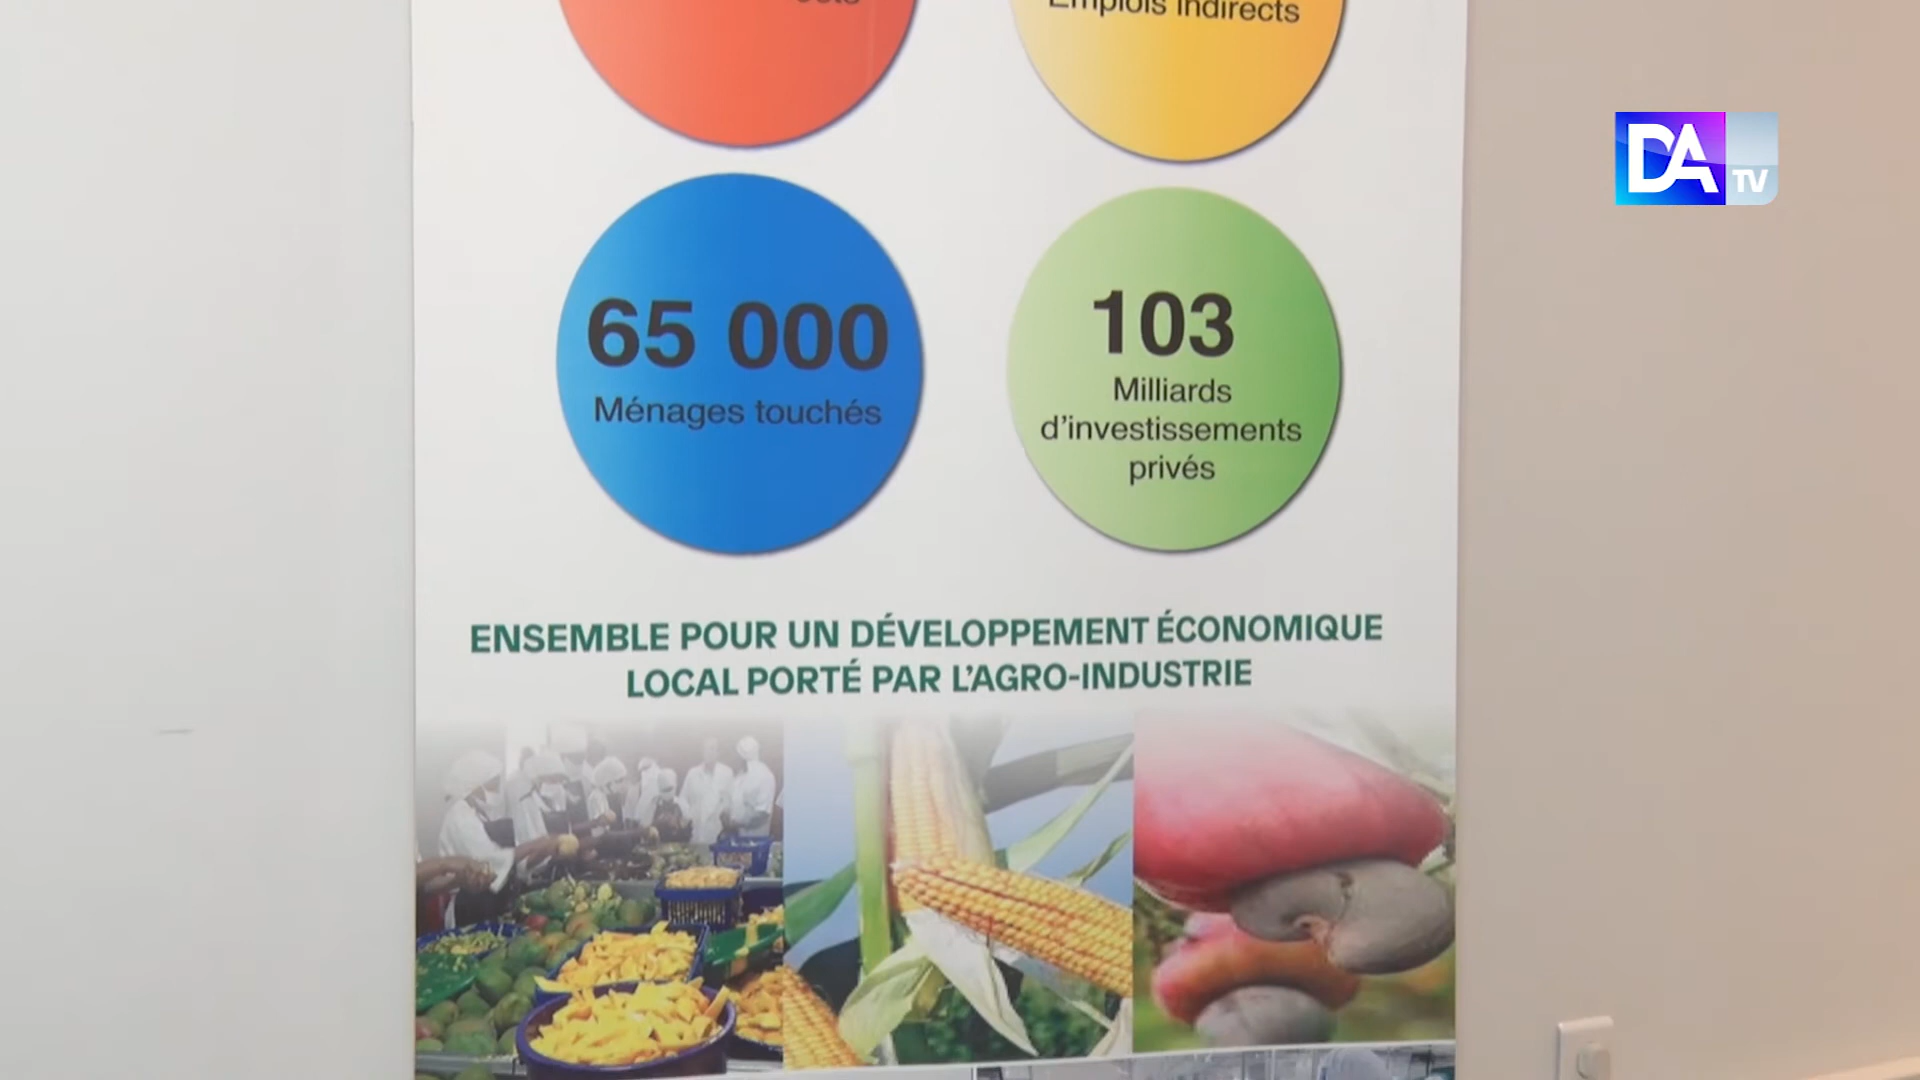 Emplois indirects
65 000
Ménages touchés
103
Milliards
d'investissements
privés
ENSEMBLE POUR UN DÉVELOPPEMENT ÉCONOMIQUE
LOCAL PORTÉ PAR L'AGRO-INDUSTRIE
DA TV